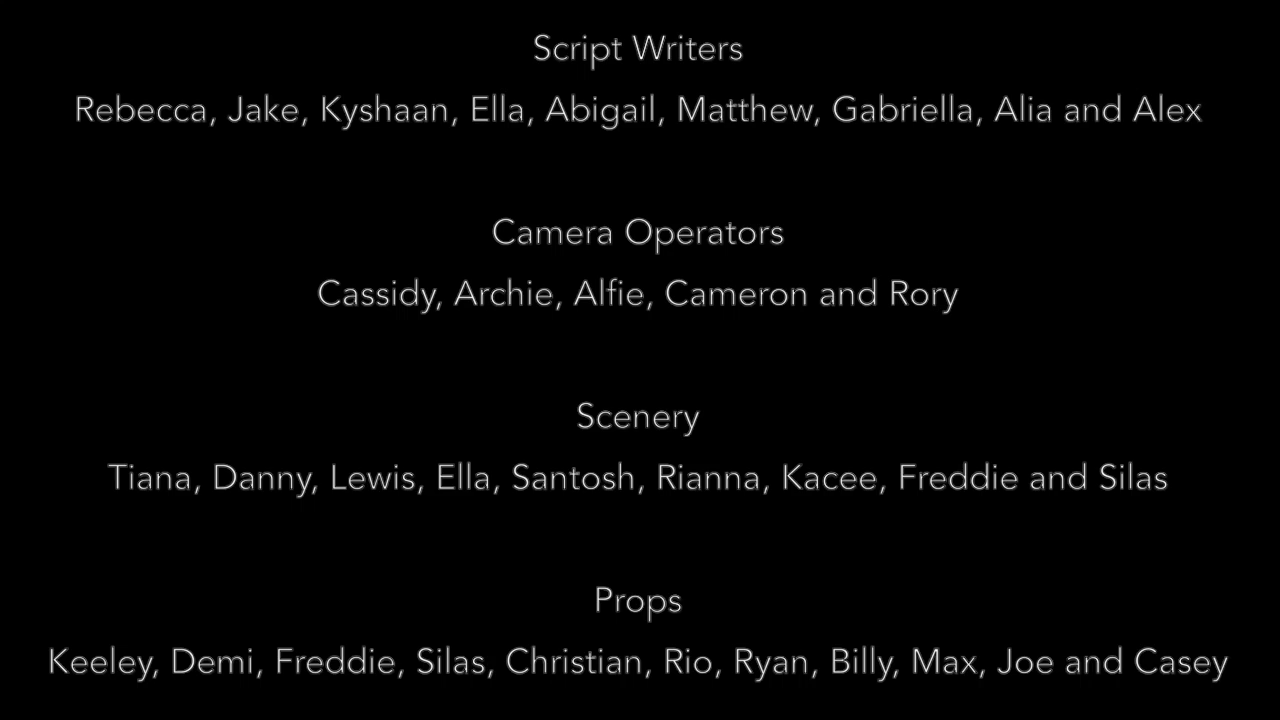 Script Writers
Rebecca, Jake, Kyshaan, Ella, Abigail, Matthew, Gabriella, Alia and Alex
Camera Operators
Cassidy, Archie, Alfie, Cameron and Rory
Scenery
Tiana, Danny, Lewis, Ella, Santosh, Rianna, Kacee, Freddie and Silas
Props
Keeley, Demi, Freddie, Silas, Christian, Rio, Ryan, Billy, Max, Joe and Casey